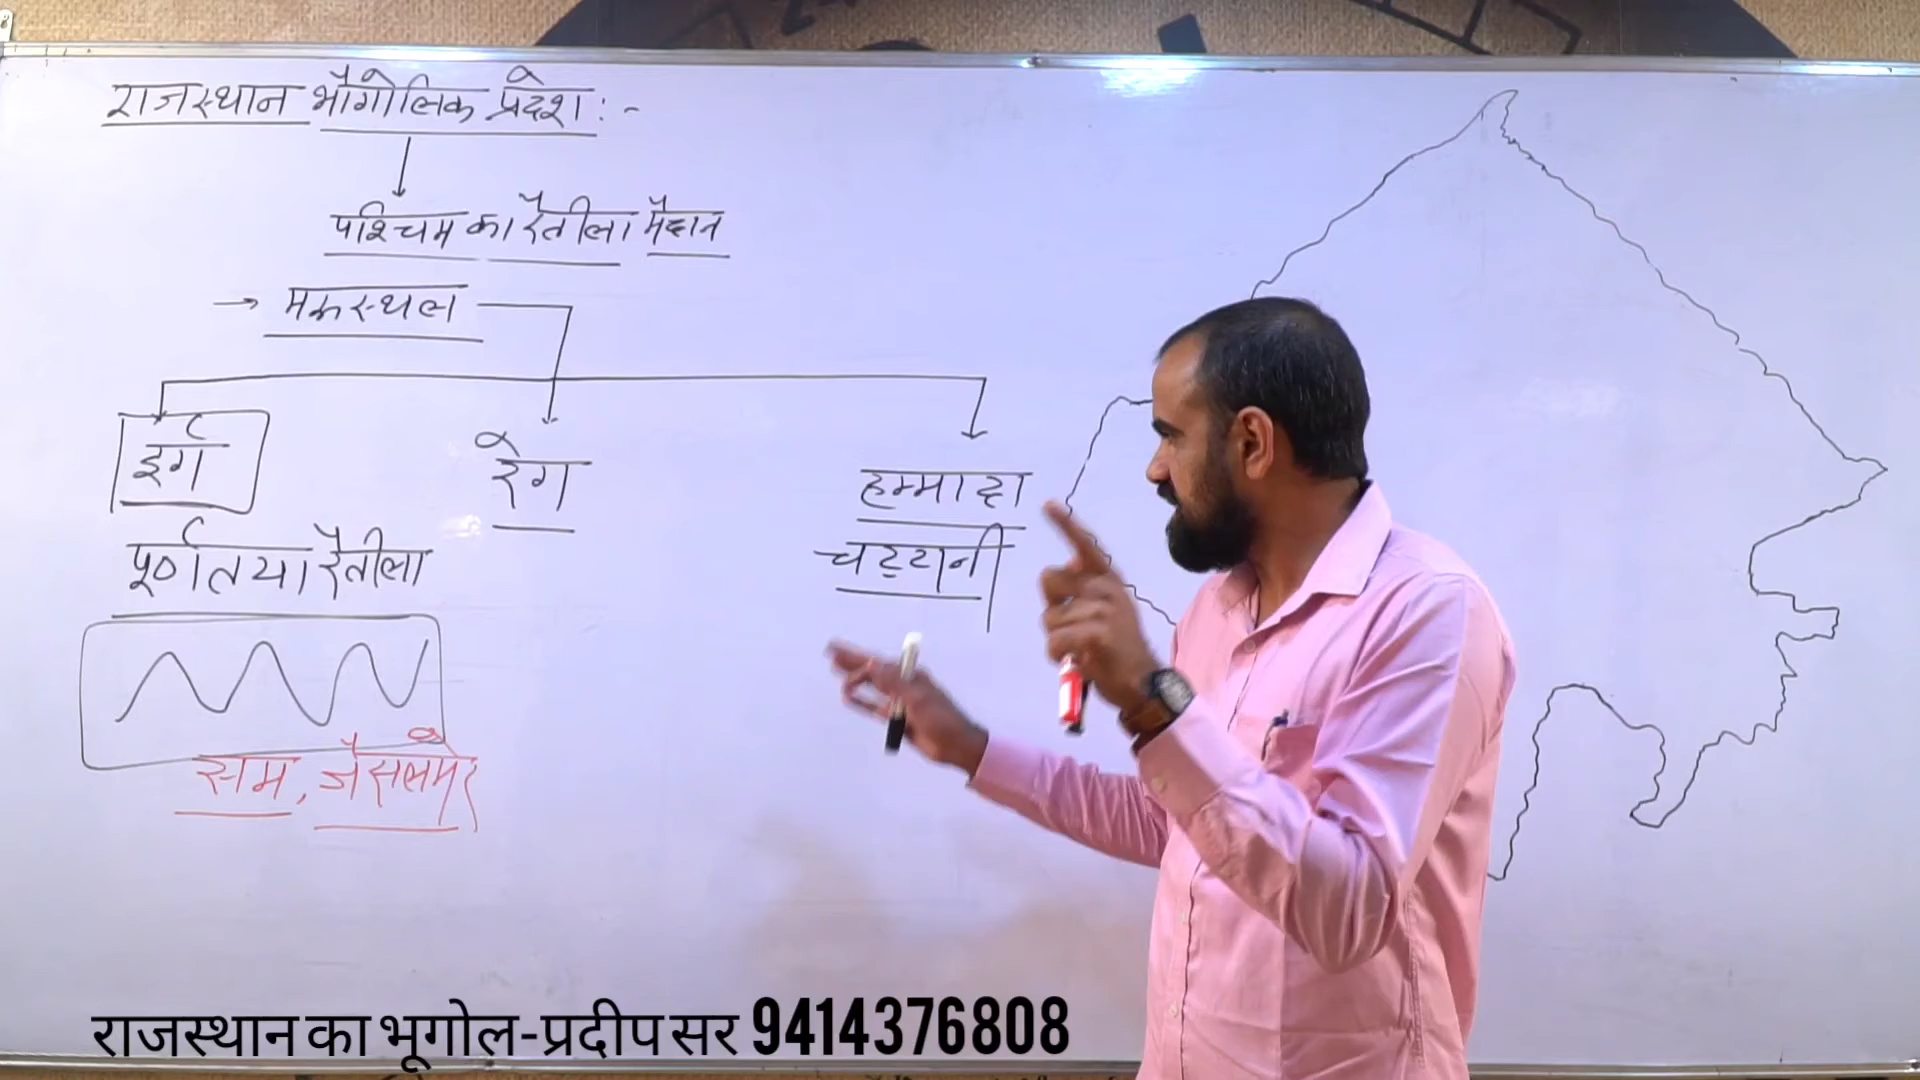 राजस्थान भौगोलिक प्रदेश :-
पश्चिम का रैतीला मैदान
→ मरूस्थल
इर्ग
रेग
हम्मादा
पूर्णतया रैतीला
चट्टानी
सम, जैसलमेर
राजस्थान का भूगोल-प्रदीप सर 9414376808